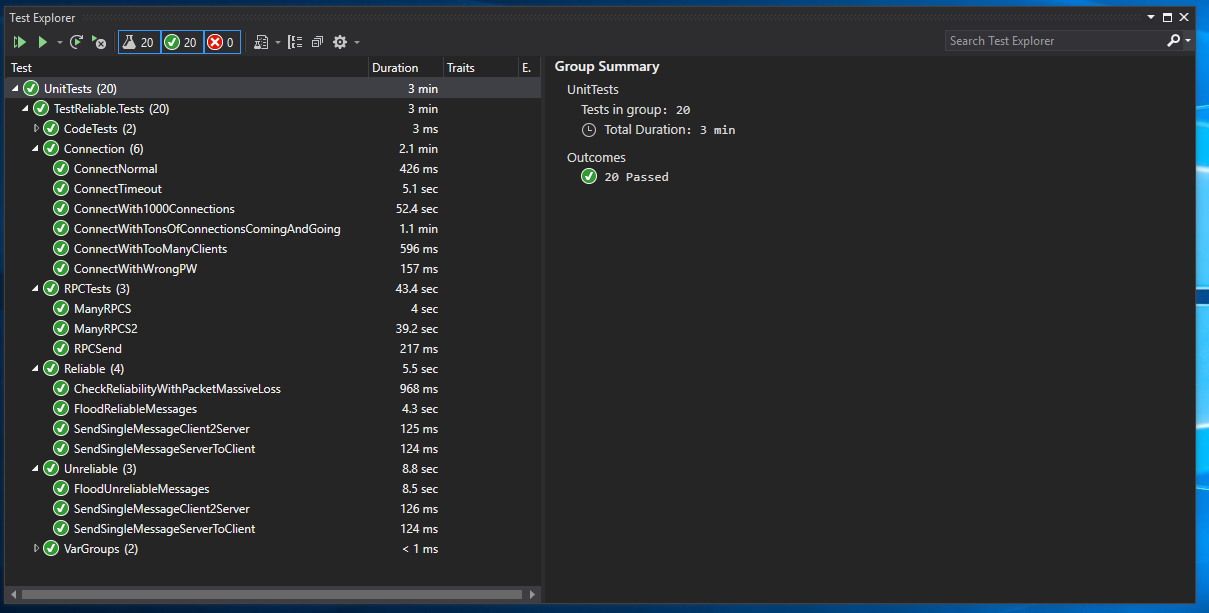 Test Explorer
20 20 0
Search Test Explorer
Test Duration Traits E.
UnitTests (20) 3 min
TestReliable.Tests (20) 3 min
CodeTests (2) 3 ms
Connection (6) 2.1 min
ConnectNormal 426 ms
ConnectTimeout 5.1 sec
ConnectWith1000Connections 52.4 sec
ConnectWithTonsOfConnectionsComingAndGoing 1.1 min
ConnectWithTooManyClients 596 ms
ConnectWithWrongPW 157 ms
RPCTests (3) 43.4 sec
ManyRPCS 4 sec
ManyRPCS2 39.2 sec
RPCSend 217 ms
Reliable (4) 5.5 sec
CheckReliabilityWithPacketMassiveLoss 968 ms
FloodReliableMessages 4.3 sec
SendSingleMessageClient2Server 125 ms
SendSingleMessageServerToClient 124 ms
Unreliable (3) 8.8 sec
FloodUnreliableMessages 8.5 sec
SendSingleMessageClient2Server 126 ms
SendSingleMessageServerToClient 124 ms
VarGroups (2) < 1 ms
Group Summary
UnitTests
Tests in group: 20
Total Duration: 3 min
Outcomes
20 Passed